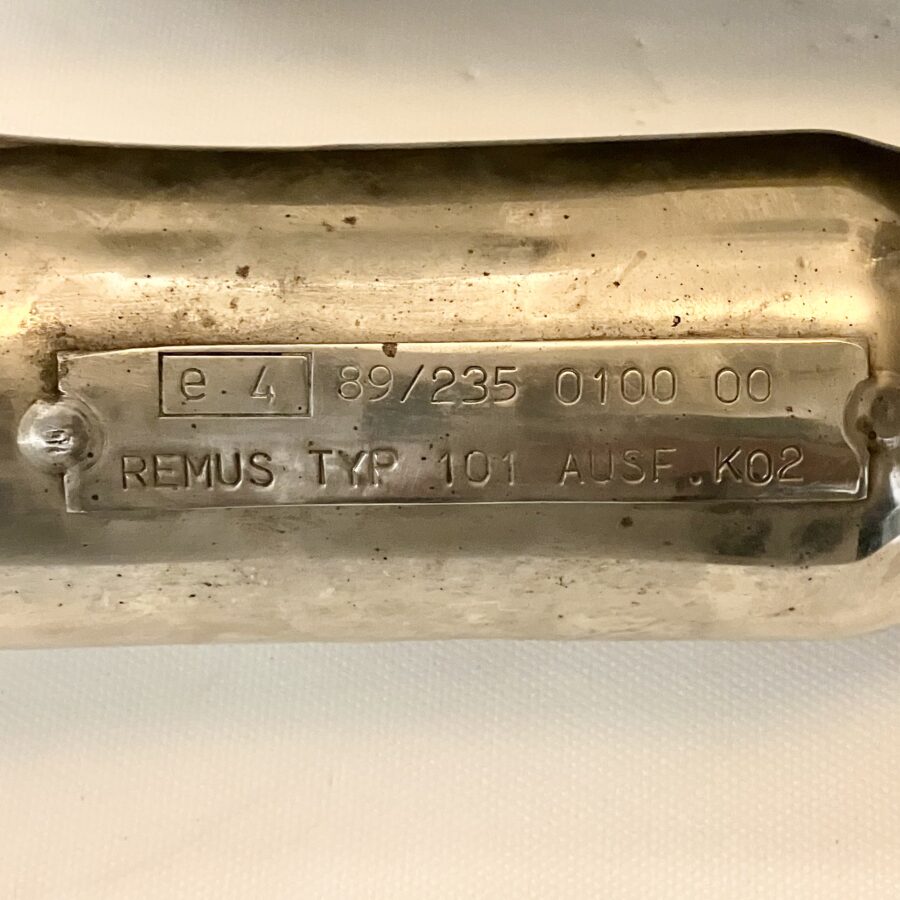 e 4 89/235 0100 00
REMUS TYP 101 AUSF. K02